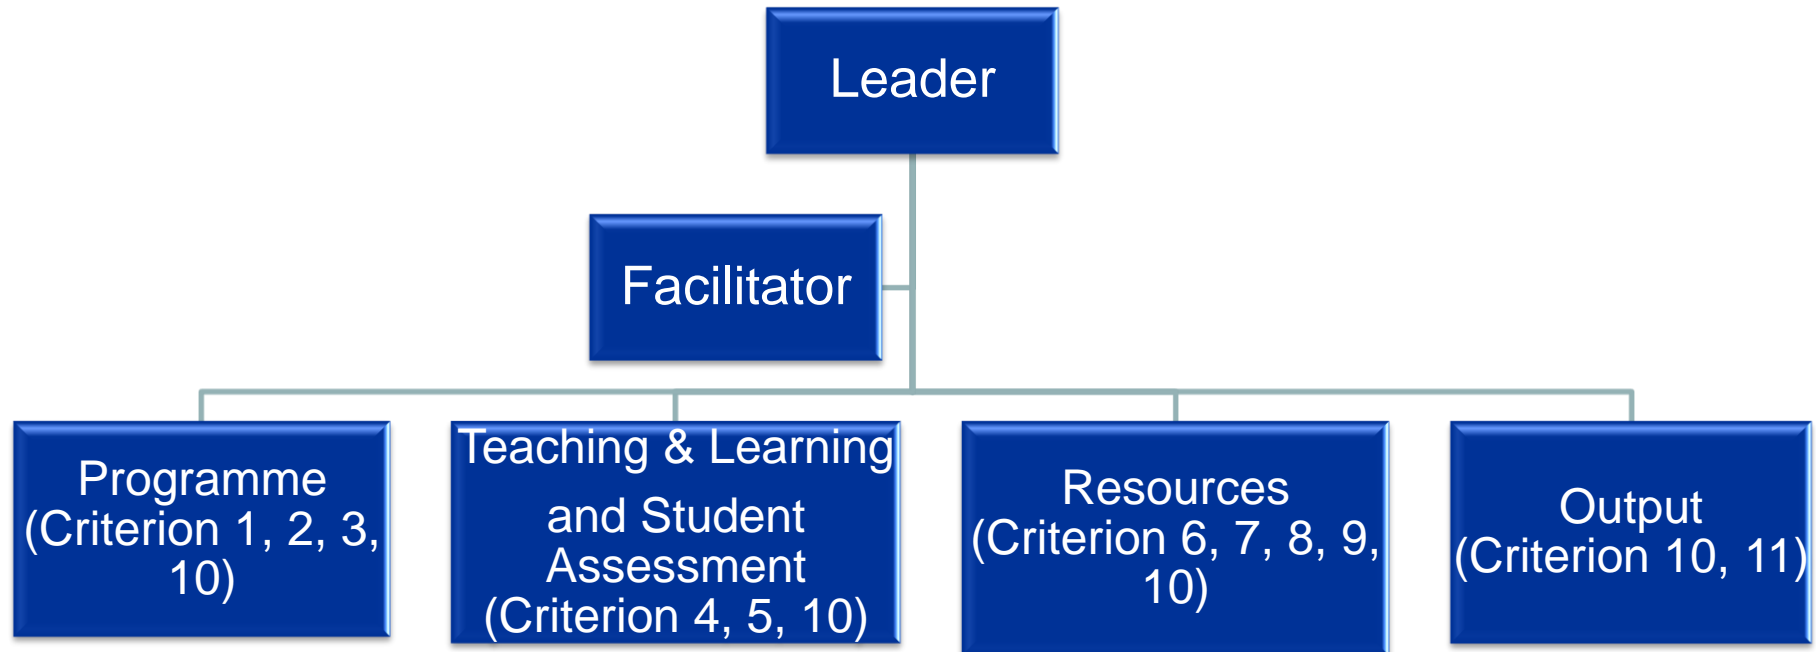 Leader
Facilitator
Programme
(Criterion 1, 2, 3,
10)
Teaching & Learning
and Student
Assessment
(Criterion 4, 5, 10)
Resources
(Criterion 6, 7, 8, 9,
10)
Output
(Criterion 10, 11)